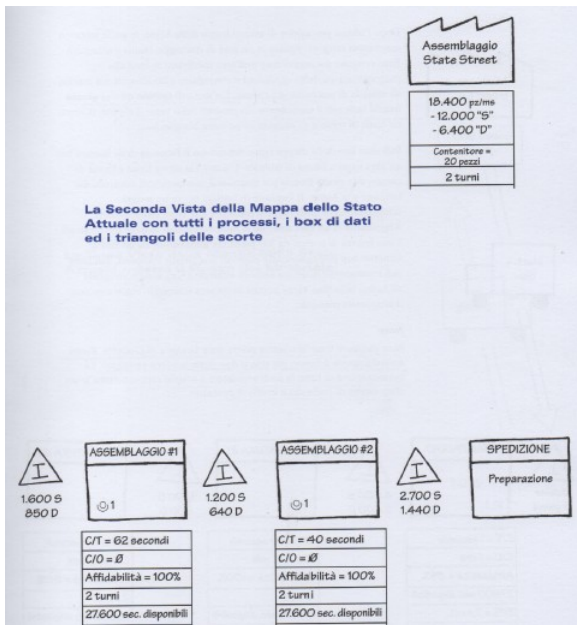 Assemblaggio
State Street
18.400 pz/ms
- 12.000 "S"
- 6.400 "D"
Contenitore =
20 pezzi
2 turni
La Seconda Vista della Mappa dello Stato
Attuale con tutti i processi, i box di dati
ed i triangoli delle scorte
I
1.600 S
850 D
ASSEMBLAGGIO #1
1
C/T = 62 secondi
C/O = Ø
Affidabilità = 100%
2 turni
27.600 sec. disponibili
I
1.200 S
640 D
ASSEMBLAGGIO #2
1
C/T = 40 secondi
C/O = Ø
Affidabilità = 100%
2 turni
27.600 sec. disponibili
I
2.700 S
1.440 D
SPEDIZIONE
Preparazione